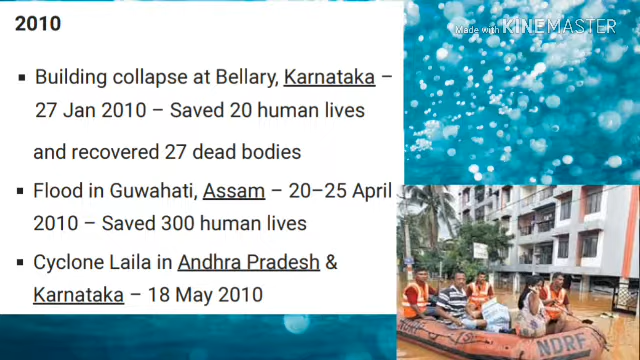 2010
Made with KINEMASTER
▪ Building collapse at Bellary, Karnataka –
27 Jan 2010 – Saved 20 human lives
and recovered 27 dead bodies
▪ Flood in Guwahati, Assam – 20–25 April
2010 – Saved 300 human lives
▪ Cyclone Laila in Andhra Pradesh &
Karnataka – 18 May 2010
NDRF